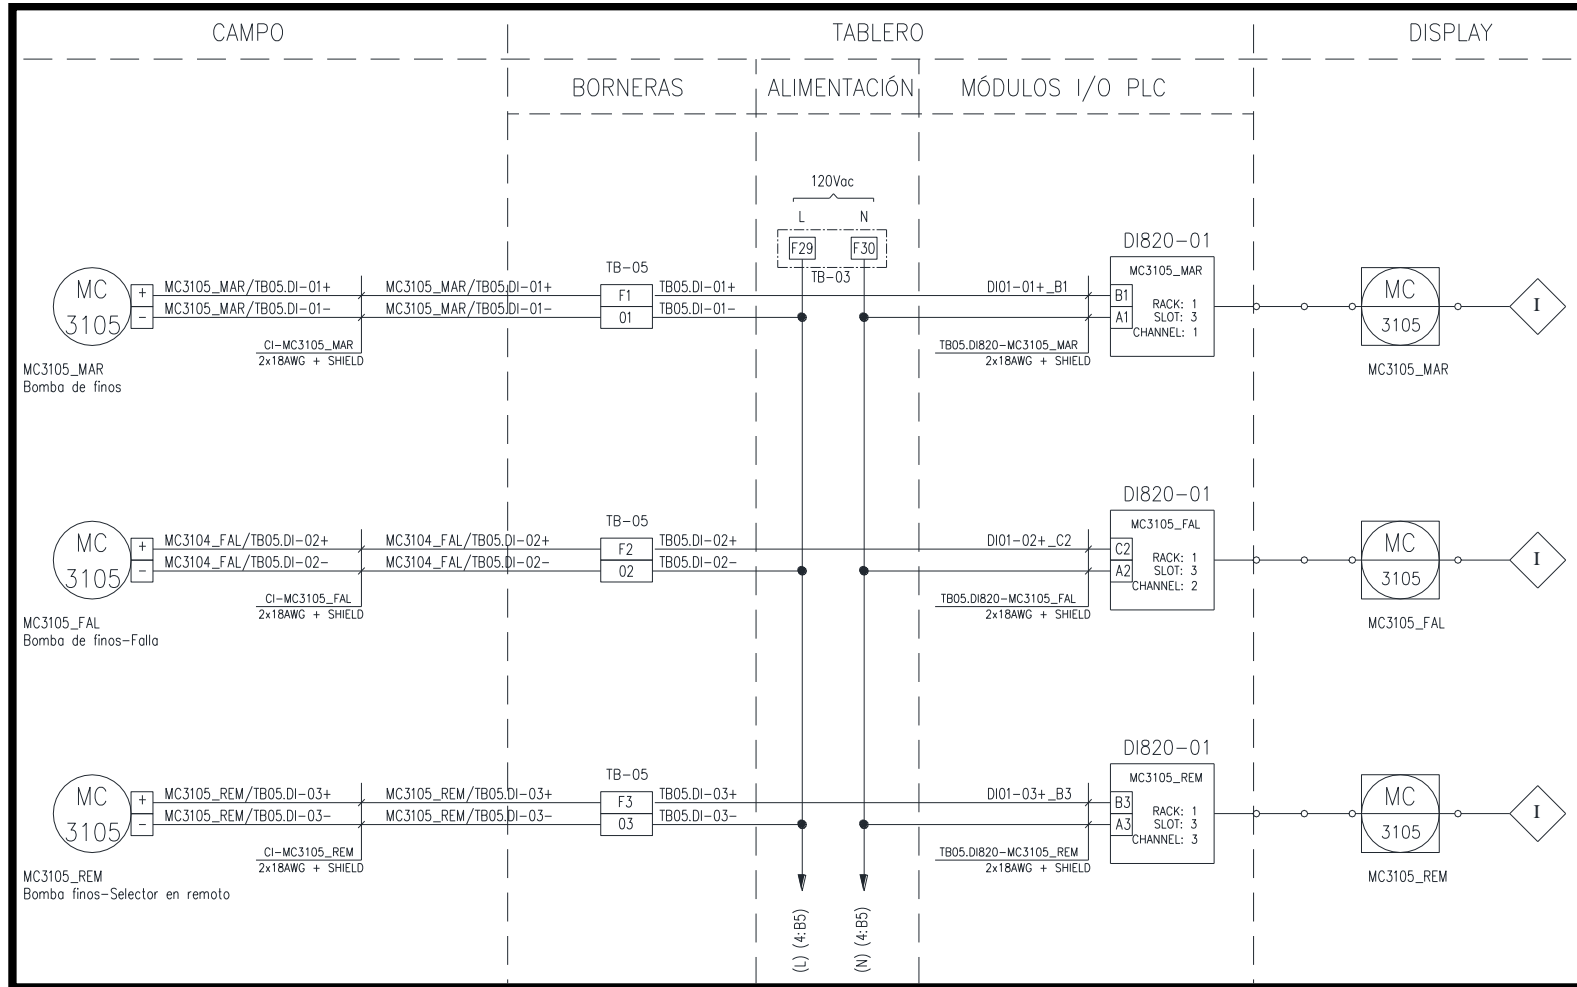 CAMPO
TABLERO
DISPLAY
BORNERAS
ALIMENTACIÓN
MÓDULOS I/O PLC
120Vac
L
N
F29
F30
TB-03
MC
3105
+
-
MC3105_MAR/TB05.DI-01+
MC3105_MAR/TB05.DI-01-
MC3105_MAR/TB05.DI-01+
MC3105_MAR/TB05.DI-01-
CI-MC3105_MAR
2x18AWG + SHIELD
MC3105_MAR
Bomba de finos
TB-05
F1
01
TB05.DI-01+
TB05.DI-01-
DI01-01+_B1
TB05.DI820-MC3105_MAR
2x18AWG + SHIELD
DI820-01
MC3105_MAR
B1
A1
RACK: 1
SLOT: 3
CHANNEL: 1
MC
3105
MC3105_MAR
I
MC
3105
+
-
MC3104_FAL/TB05.DI-02+
MC3104_FAL/TB05.DI-02-
MC3104_FAL/TB05.DI-02+
MC3104_FAL/TB05.DI-02-
CI-MC3105_FAL
2x18AWG + SHIELD
MC3105_FAL
Bomba de finos-Falla
TB-05
F2
02
TB05.DI-02+
TB05.DI-02-
DI01-02+_C2
TB05.DI820-MC3105_FAL
2x18AWG + SHIELD
DI820-01
MC3105_FAL
C2
A2
RACK: 1
SLOT: 3
CHANNEL: 2
MC
3105
MC3105_FAL
I
MC
3105
+
-
MC3105_REM/TB05.DI-03+
MC3105_REM/TB05.DI-03-
MC3105_REM/TB05.DI-03+
MC3105_REM/TB05.DI-03-
CI-MC3105_REM
2x18AWG + SHIELD
MC3105_REM
Bomba finos-Selector en remoto
TB-05
F3
03
TB05.DI-03+
TB05.DI-03-
DI01-03+_B3
TB05.DI820-MC3105_REM
2x18AWG + SHIELD
DI820-01
MC3105_REM
B3
A3
RACK: 1
SLOT: 3
CHANNEL: 3
MC
3105
MC3105_REM
I
(L) (4:B5)
(N) (4:B5)